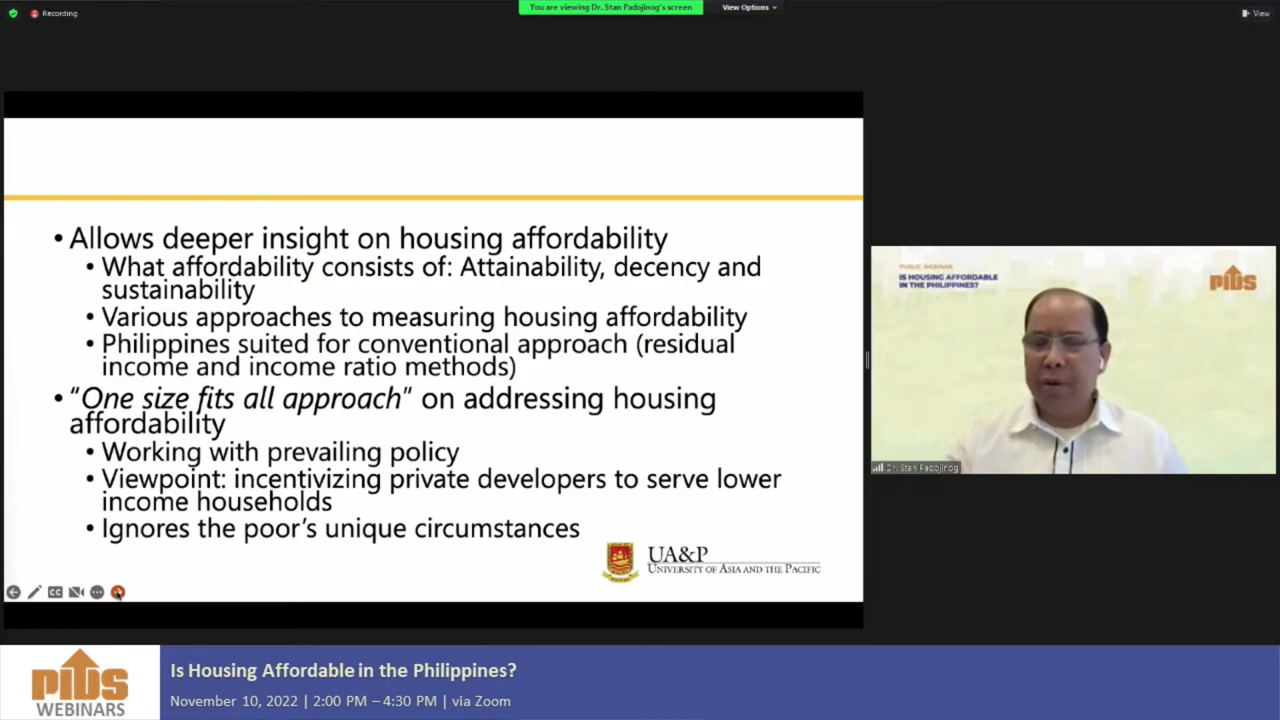 Recording
You are viewing Dr. Stan Padojinog's screen
View Options
View
• Allows deeper insight on housing affordability
• What affordability consists of: Attainability, decency and
sustainability
• Various approaches to measuring housing affordability
• Philippines suited for conventional approach (residual
income and income ratio methods)
• “One size fits all approach” on addressing housing
affordability
• Working with prevailing policy
• Viewpoint: incentivizing private developers to serve lower
income households
• Ignores the poor’s unique circumstances
UA&P
UNIVERSITY OF ASIA AND THE PACIFIC
CC
PUBLIC WEBINAR
IS HOUSING AFFORDABLE
IN THE PHILIPPINES?
PIDS
Dr. Stan Padojinog
PIDS
WEBINARS
Is Housing Affordable in the Philippines?
November 10, 2022 | 2:00 PM – 4:30 PM | via Zoom